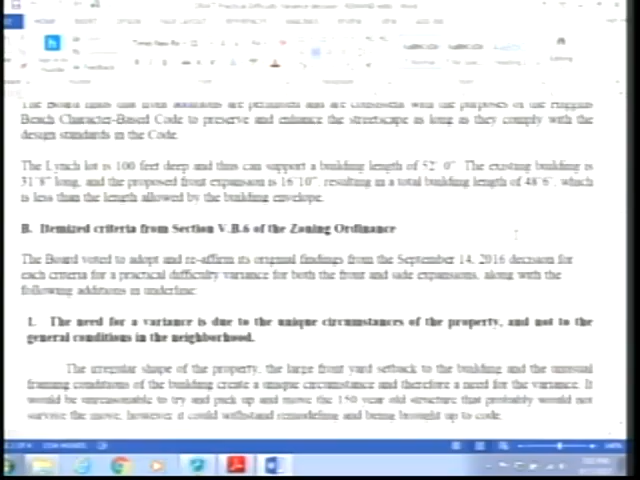 The Board finds that front additions are permitted and are consistent with the purposes of the Higgins
Beach Character-Based Code to preserve and enhance the streetscape as long as they comply with the
design standards in the Code.
The Lynch lot is 100 feet deep and thus can support a building length of 52' 0". The existing building is
31'8" long, and the proposed front expansion is 16'10", resulting in a total building length of 48'6", which
is less than the length allowed by the building envelope.
B. Itemized criteria from Section V.B.6 of the Zoning Ordinance
The Board voted to adopt and re-affirm its original findings from the September 14, 2016 decision for
each criteria for a practical difficulty variance for both the front and side expansions, along with the
following additions in underline:
1. The need for a variance is due to the unique circumstances of the property, and not to the
general conditions in the neighborhood.
The irregular shape of the property, the large front yard setback to the building and the unusual
framing conditions of the building create a unique circumstance and therefore a need for the variance. It
would be unreasonable to try and pick up and move the 150 year old structure that probably would not
survive the move, however it could withstand remodeling and being brought up to code.